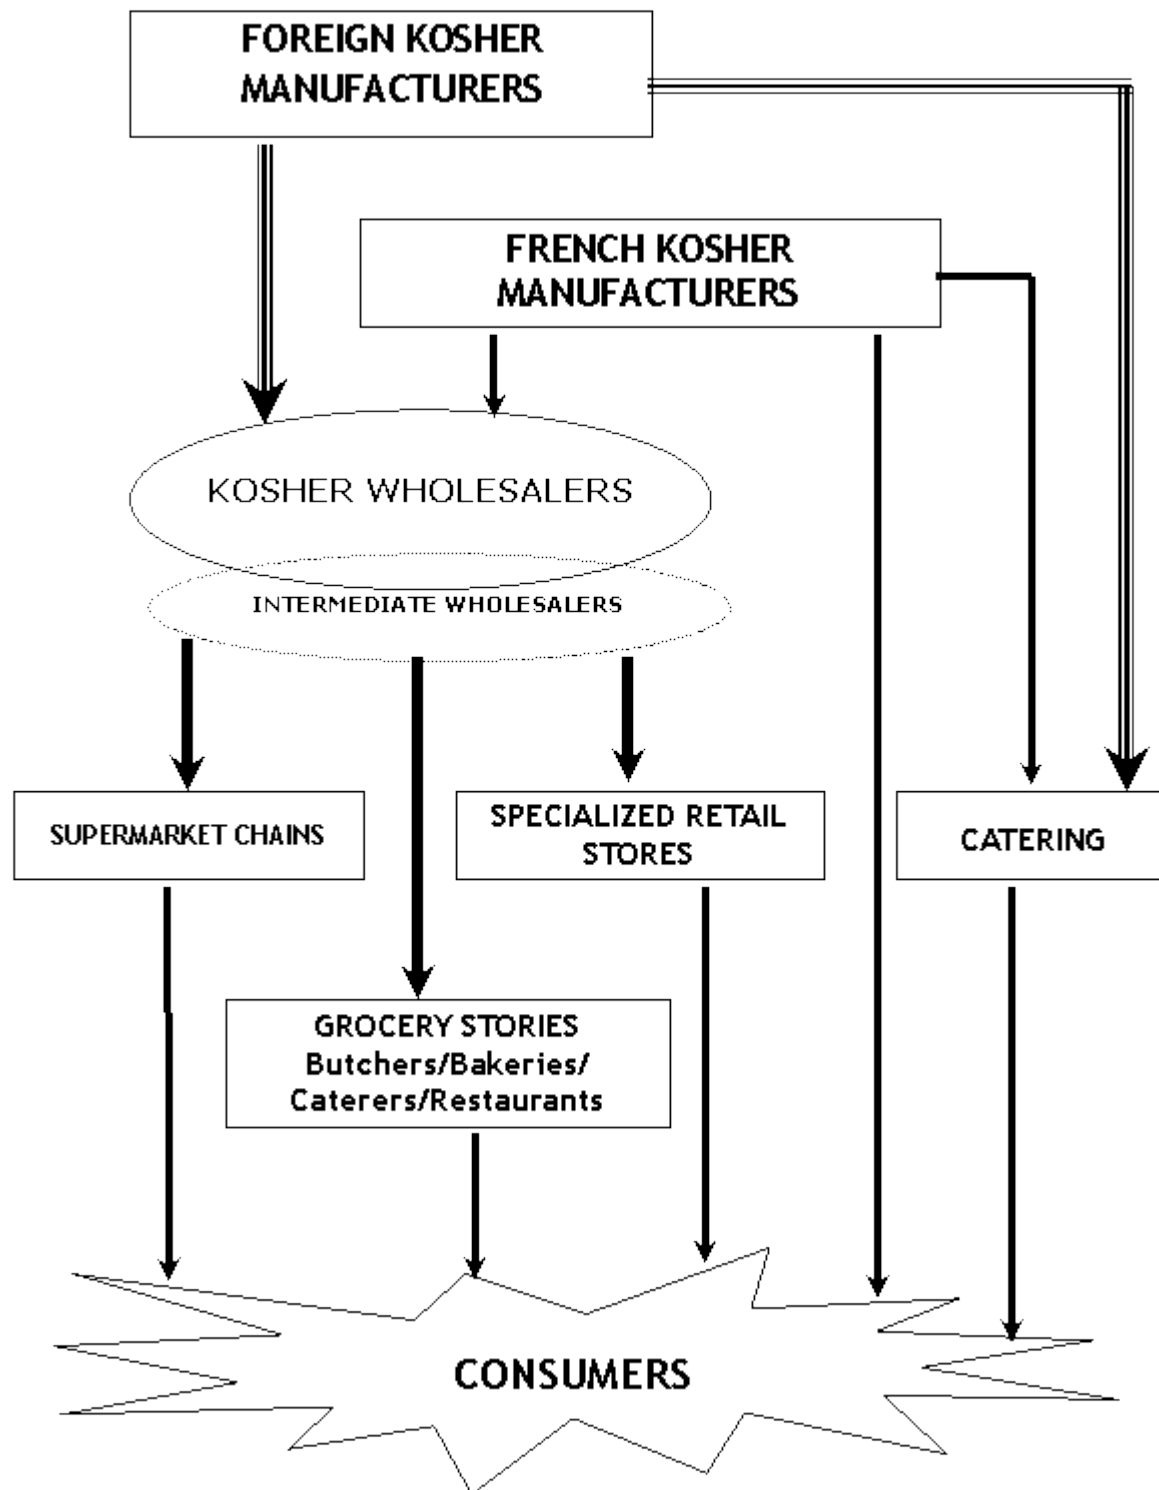 FOREIGN KOSHER
MANUFACTURERS
FRENCH KOSHER
MANUFACTURERS
KOSHER WHOLESALERS
INTERMEDIATE WHOLESALERS
SUPERMARKET CHAINS
SPECIALIZED RETAIL
STORES
CATERING
GROCERY STORIES
Butchers/Bakeries/
Caterers/Restaurants
CONSUMERS